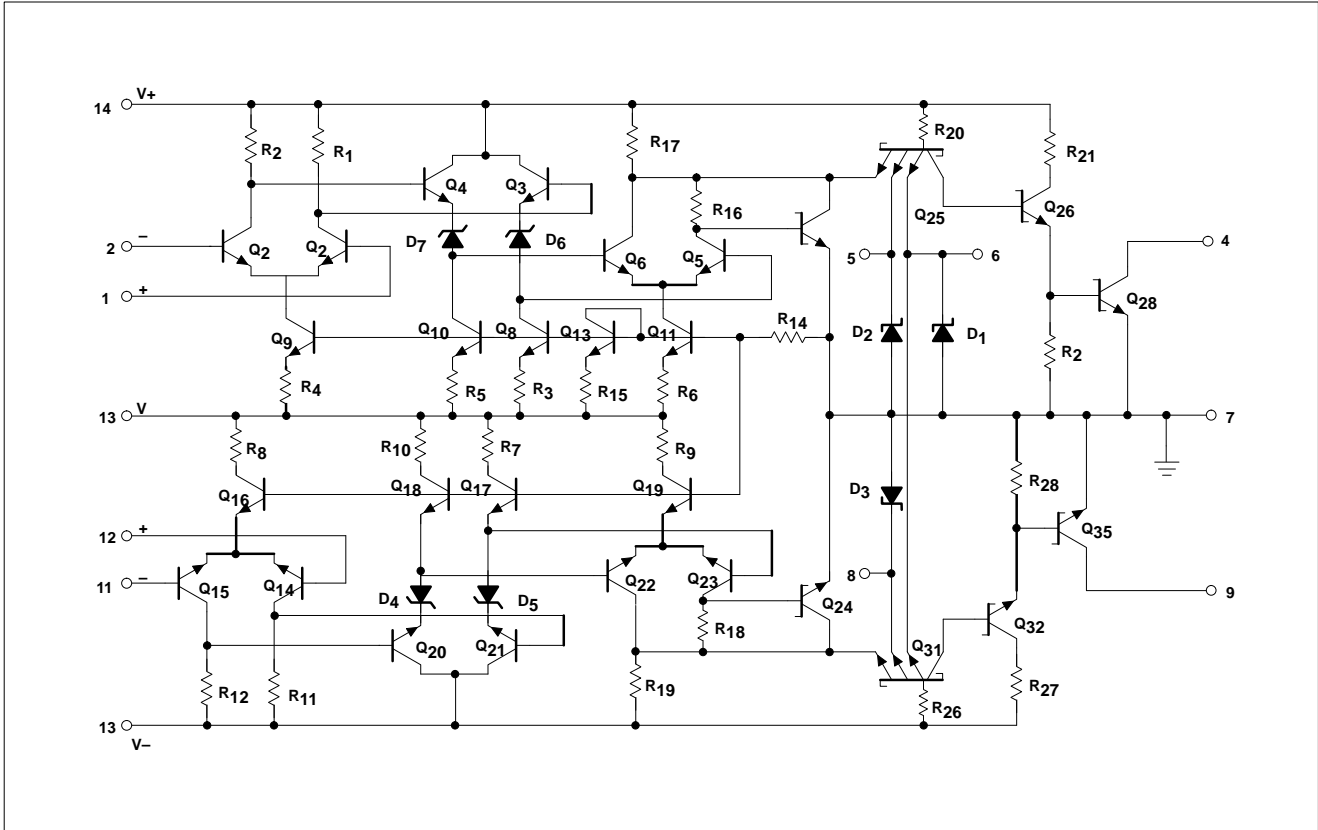 14 V+
R2
R1
R17
R20
R21
Q4
Q3
R16
Q25
Q26
2 –
Q2
Q2
D7
D6
Q6
Q5
5
6
4
1 +
Q28
Q9
Q10
Q8
Q13
Q11
R14
D2
D1
R2
R4
R5
R3
R15
R6
13 V
7
R8
R10
R7
R9
Q16
Q18
Q17
Q19
D3
R28
12 +
Q35
11 –
Q15
Q14
D4
D5
Q22
Q23
8
9
Q24
Q32
Q20
Q21
R18
Q31
R12
R11
R19
R26
R27
13
V–